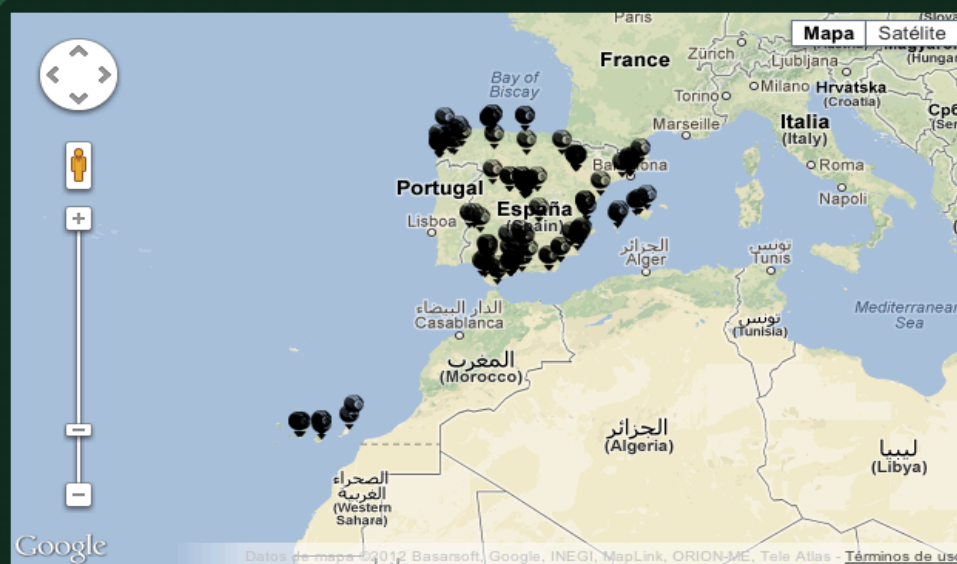 Paris
Mapa
Satélite
France
Zürich
Ljubljana
(Hungar
Bay of
Biscay
Torino
Milano
Hrvatska
(Croatia)
Marseille
Italia
(Italy)
Срб
(Ser
Roma
Napoli
Portugal
España
(Spain)
Lisboa
الجزائر
Alger
تونس
Tunis
الدار البيضاء
Casablanca
Mediterranean
Sea
تونس
(Tunisia)
المغرب
(Morocco)
الجزائر
(Algeria)
ليبيا
(Libya)
الصحراء
الغربية
(Western
Sahara)
Google
Datos de mapa ©2012 Basarsoft, Google, INEGI, MapLink, ORION-ME, Tele Atlas - Términos de uso